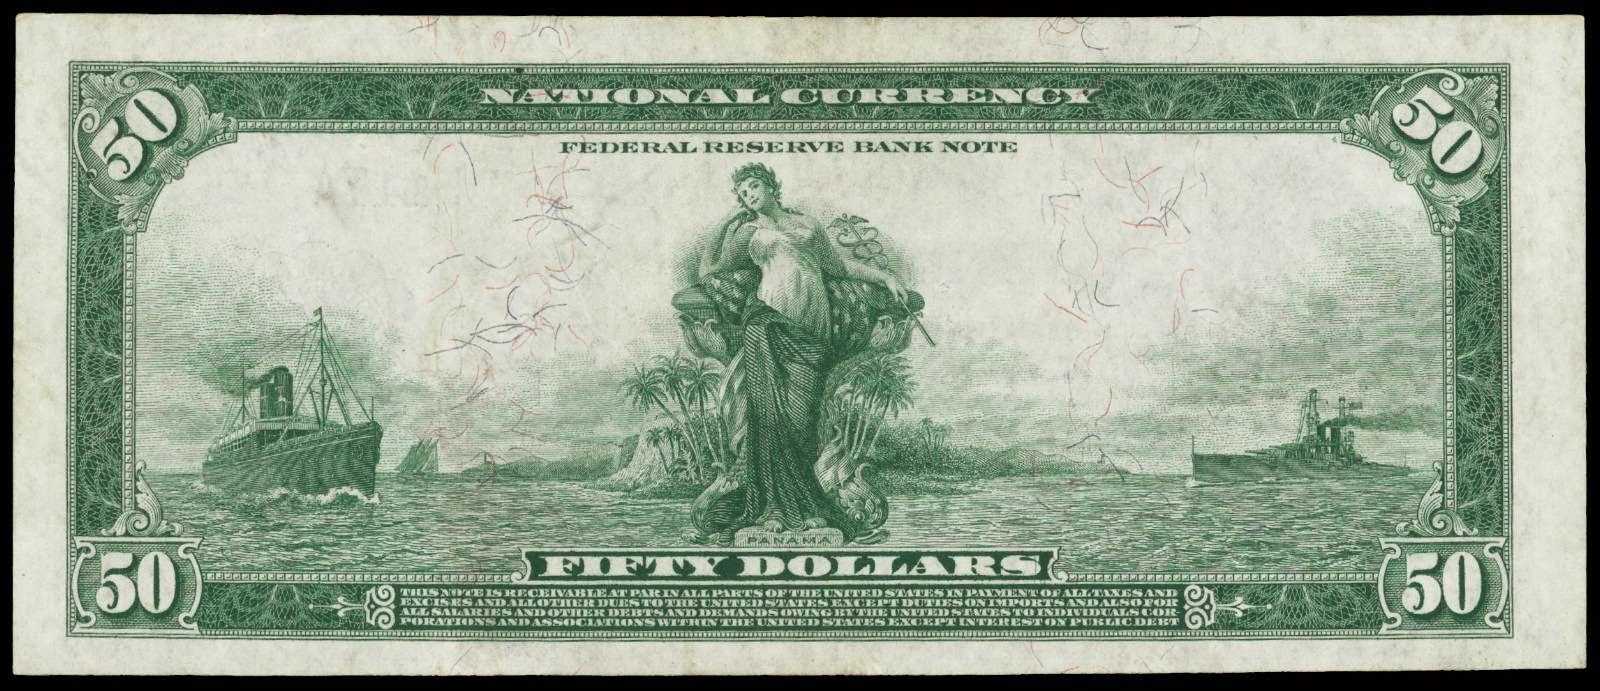 50
NATIONAL CURRENCY
50
FEDERAL RESERVE BANK NOTE
PANAMA
50
FIFTY DOLLARS
50
THIS NOTE IS RECEIVABLE AT PAR IN ALL PARTS OF THE UNITED STATES IN PAYMENT OF ALL TAXES AND
EXCISES AND ALL OTHER DUES TO THE UNITED STATES EXCEPT DUTIES ON IMPORTS AND ALSO FOR
ALL SALARIES AND OTHER DEBTS AND DEMANDS OWING BY THE UNITED STATES TO INDIVIDUALS COR
PORATIONS AND ASSOCIATIONS WITHIN THE UNITED STATES EXCEPT INTEREST ON PUBLIC DEBT